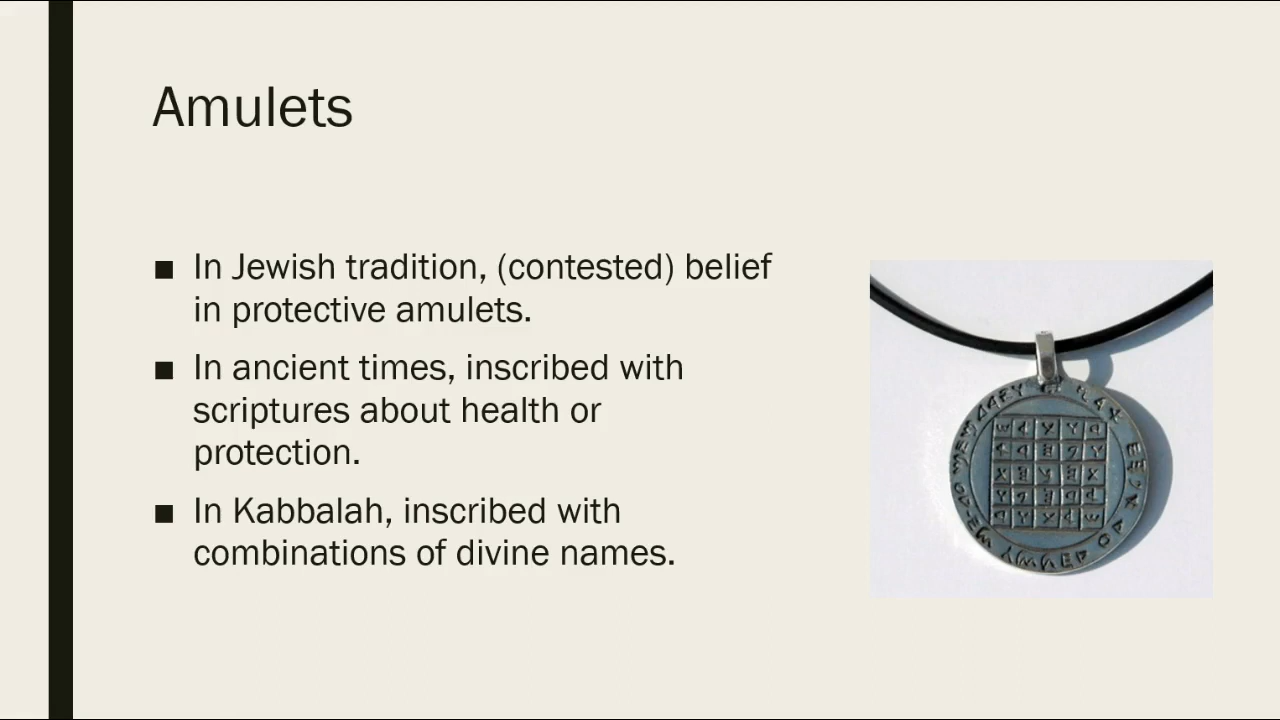 Amulets
■ In Jewish tradition, (contested) belief
in protective amulets.
■ In ancient times, inscribed with
scriptures about health or
protection.
■ In Kabbalah, inscribed with
combinations of divine names.